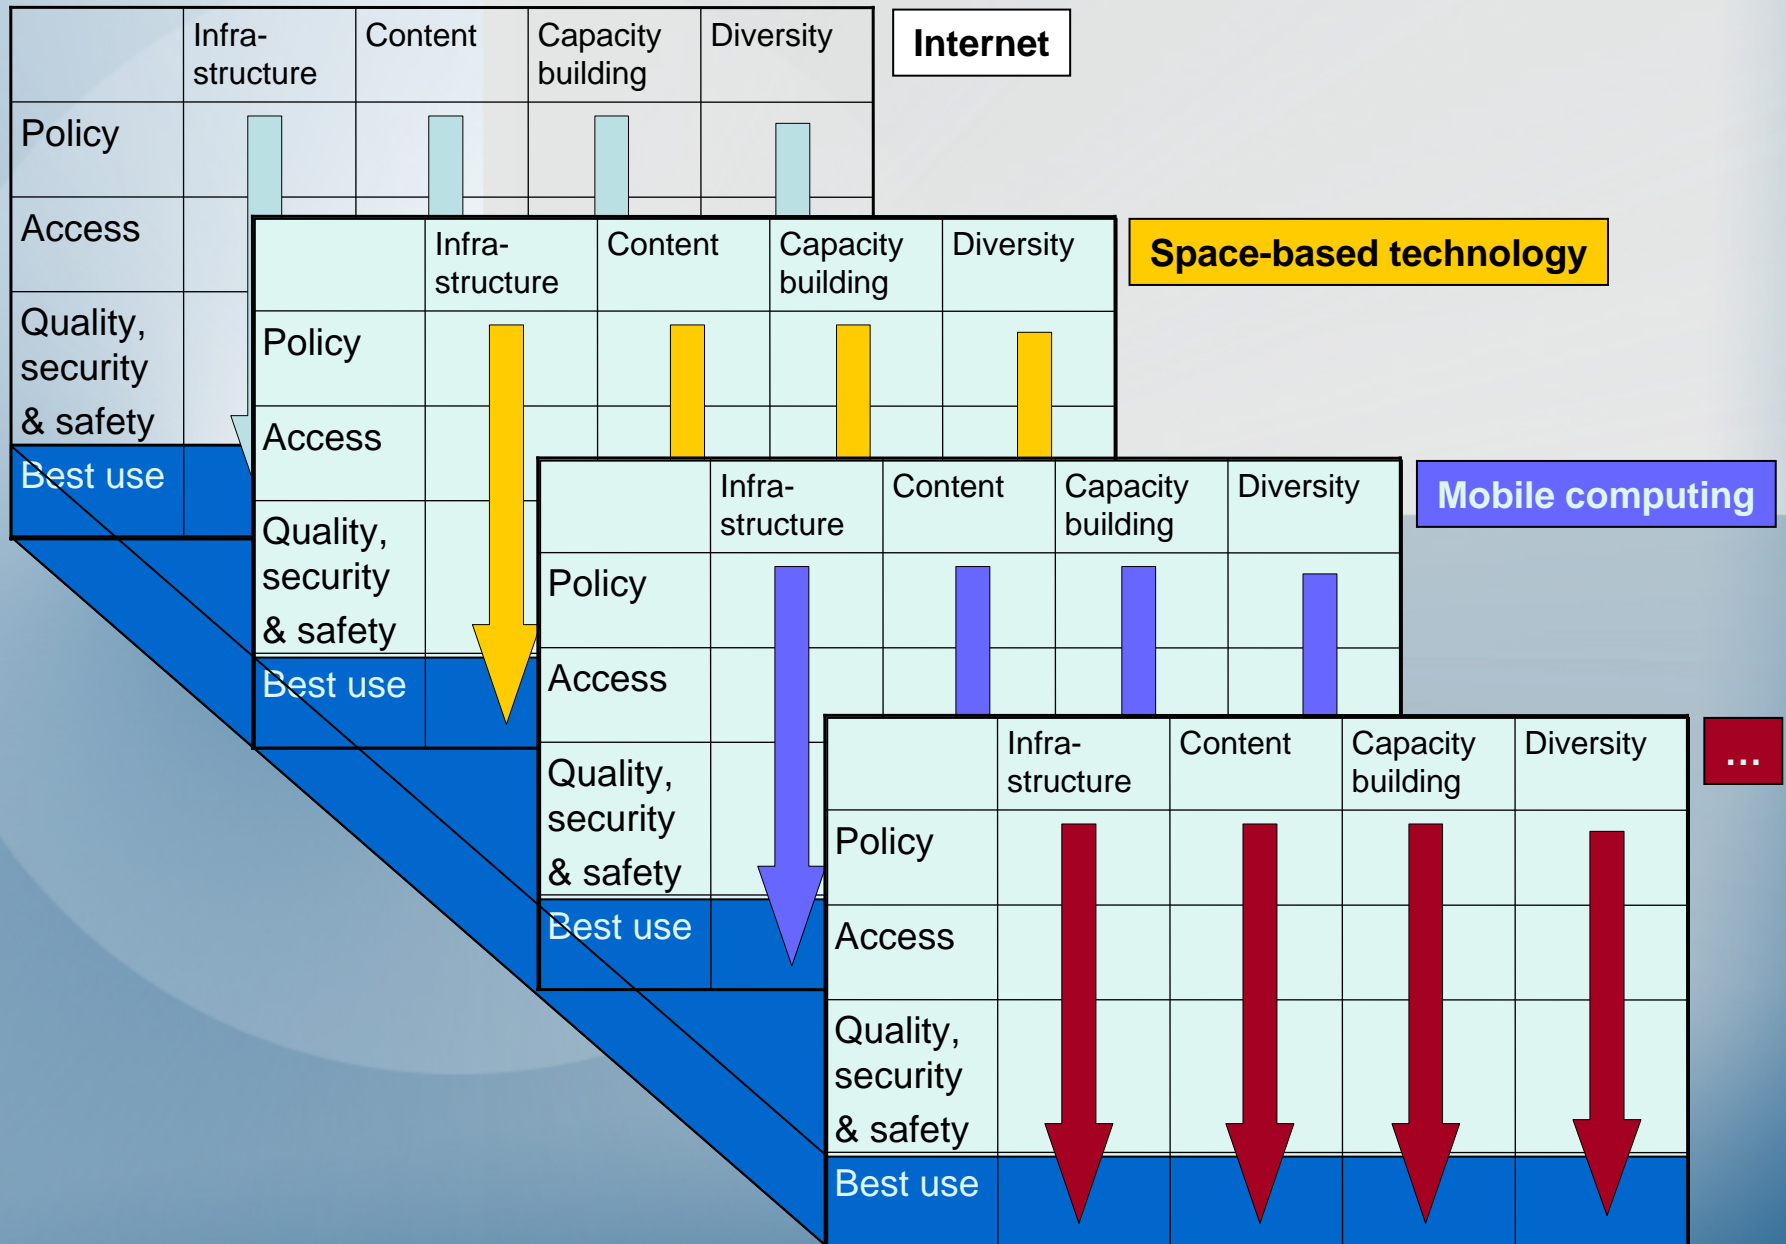 Infra-
structure
Content
Capacity
building
Diversity
Internet
Policy
Access
Quality,
security
& safety
Best use
Infra-
structure
Content
Capacity
building
Diversity
Space-based technology
Policy
Access
Quality,
security
& safety
Best use
Infra-
structure
Content
Capacity
building
Diversity
Mobile computing
Policy
Access
Quality,
security
& safety
Best use
Infra-
structure
Content
Capacity
building
Diversity
...
Policy
Access
Quality,
security
& safety
Best use